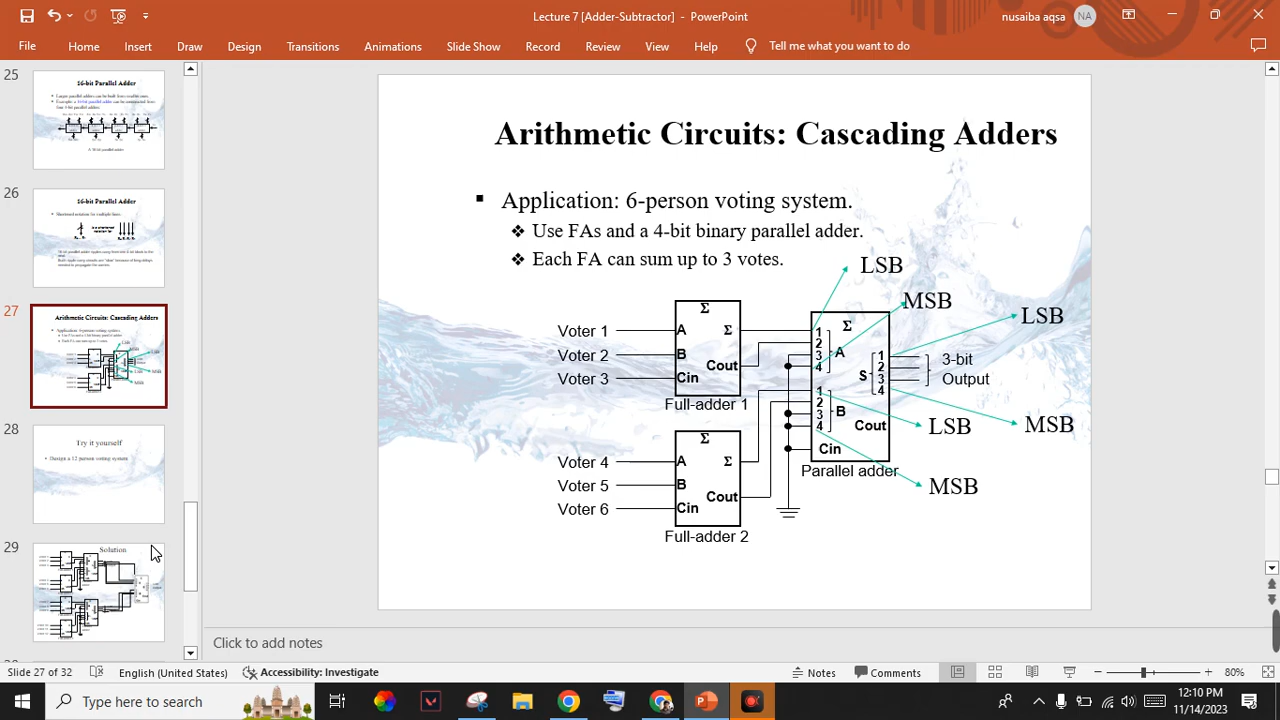 Lecture 7 [Adder-Subtractor] - PowerPoint
nusaiba aqsa
NA
File
Home
Insert
Draw
Design
Transitions
Animations
Slide Show
Record
Review
View
Help
Tell me what you want to do
25
16-bit Parallel Adder
26
16-bit Parallel Adder
27
Arithmetic Circuits: Cascading Adders
28
Try it yourself
Design a 12 person voting system
29
Solution
Arithmetic Circuits: Cascading Adders
Application: 6-person voting system.
Use FAs and a 4-bit binary parallel adder.
Each FA can sum up to 3 votes.
LSB
MSB
LSB
Voter 1
Voter 2
Voter 3
Σ
A
B
Cin
Σ
Cout
Full-adder 1
Voter 4
Voter 5
Voter 6
Σ
A
B
Cin
Σ
Cout
Full-adder 2
Σ
1
2
3
4
A
1
2
3
4
B
Cin
S
1
2
3
4
Cout
Parallel adder
3-bit
Output
LSB
MSB
MSB
Click to add notes
Slide 27 of 32
English (United States)
Accessibility: Investigate
Notes
Comments
80%
Type here to search
12:10 PM
11/14/2023